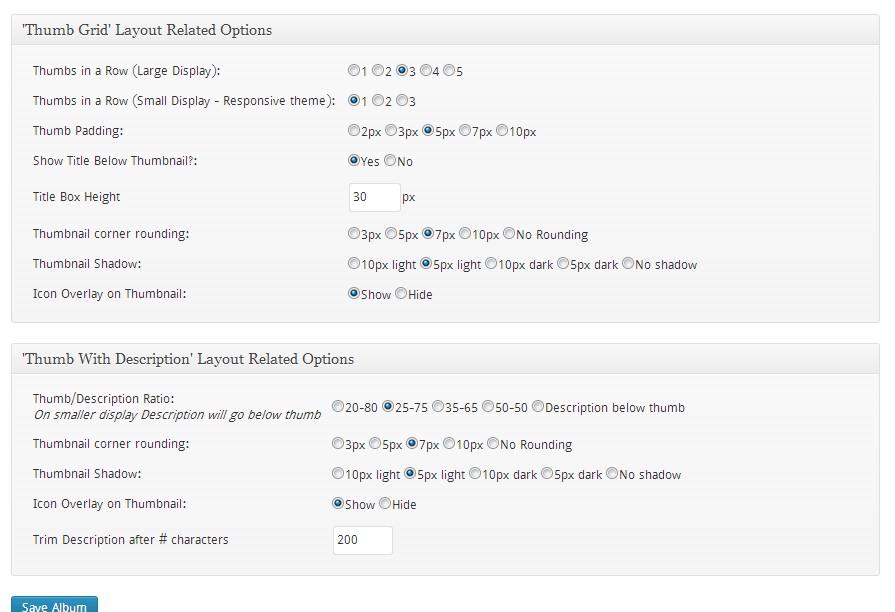 'Thumb Grid' Layout Related Options
Thumbs in a Row (Large Display): 1 2 3 4 5
Thumbs in a Row (Small Display - Responsive theme): 1 2 3
Thumb Padding: 2px 3px 5px 7px 10px
Show Title Below Thumbnail?: Yes No
Title Box Height 30 px
Thumbnail corner rounding: 3px 5px 7px 10px No Rounding
Thumbnail Shadow: 10px light 5px light 10px dark 5px dark No shadow
Icon Overlay on Thumbnail: Show Hide
'Thumb With Description' Layout Related Options
Thumb/Description Ratio:
On smaller display Description will go below thumb 20-80 25-75 35-65 50-50 Description below thumb
Thumbnail corner rounding: 3px 5px 7px 10px No Rounding
Thumbnail Shadow: 10px light 5px light 10px dark 5px dark No shadow
Icon Overlay on Thumbnail: Show Hide
Trim Description after # characters 200
Save Album